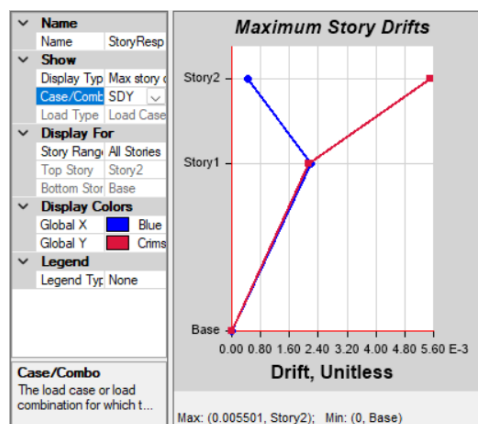 Name
Name StoryResp
Show
Display Typ Max story d
Case/Comb SDY
Load Type Load Case
Display For
Story Rang All Stories
Top Story Story2
Bottom Stor Base
Display Colors
Global X Blue
Global Y Crims
Legend
Legend Typ None
Case/Combo
The load case or load
combination for which t...
Maximum Story Drifts
Story2
Story1
Base
0.00 0.80 1.60 2.40 3.20 4.00 4.80 5.60 E-3
Drift, Unitless
Max: (0.005501, Story2); Min: (0, Base)